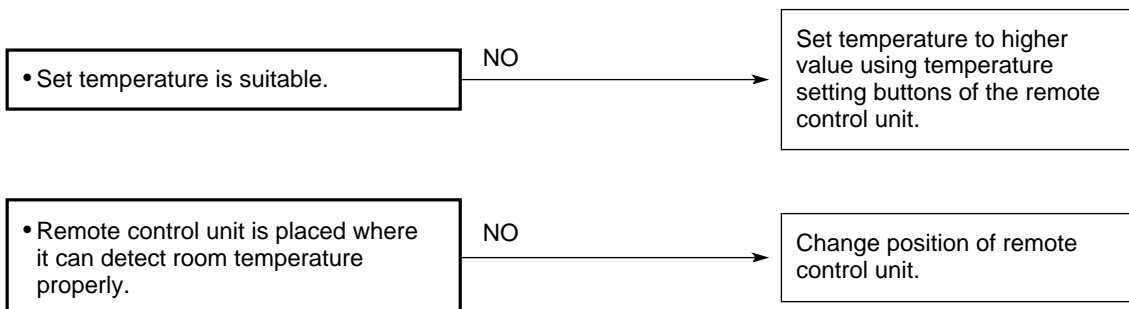 • Set temperature is suitable.
NO
Set temperature to higher
value using temperature
setting buttons of the remote
control unit.
• Remote control unit is placed where
it can detect room temperature
properly.
NO
Change position of remote
control unit.